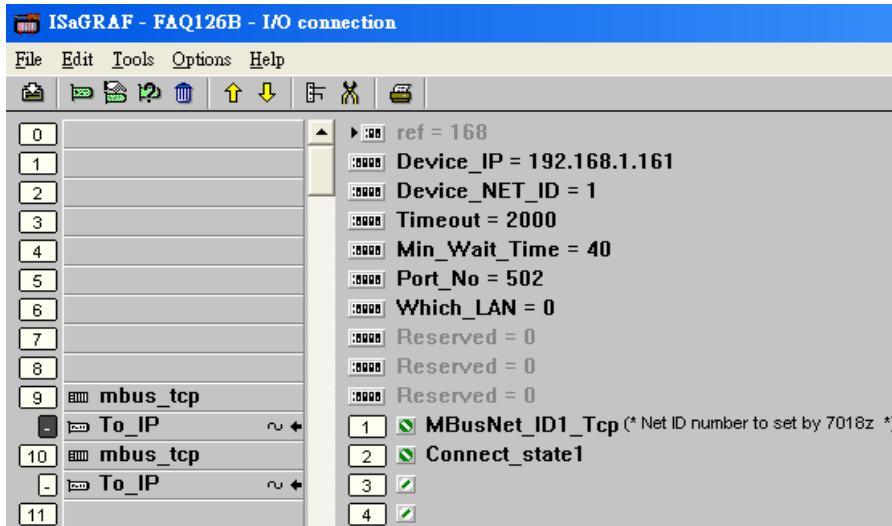 ISaGRAF - FAQ126B - I/O connection
File Edit Tools Options Help
0
1
2
3
4
5
6
7
8
9 mbus_tcp
- To_IP
10 mbus_tcp
- To_IP
11
ref = 168
Device_IP = 192.168.1.161
Device_NET_ID = 1
Timeout = 2000
Min_Wait_Time = 40
Port_No = 502
Which_LAN = 0
Reserved = 0
Reserved = 0
Reserved = 0
1 MBusNet_ID1_Tcp (* Net ID number to set by 7018z *)
2 Connect_state1
3
4